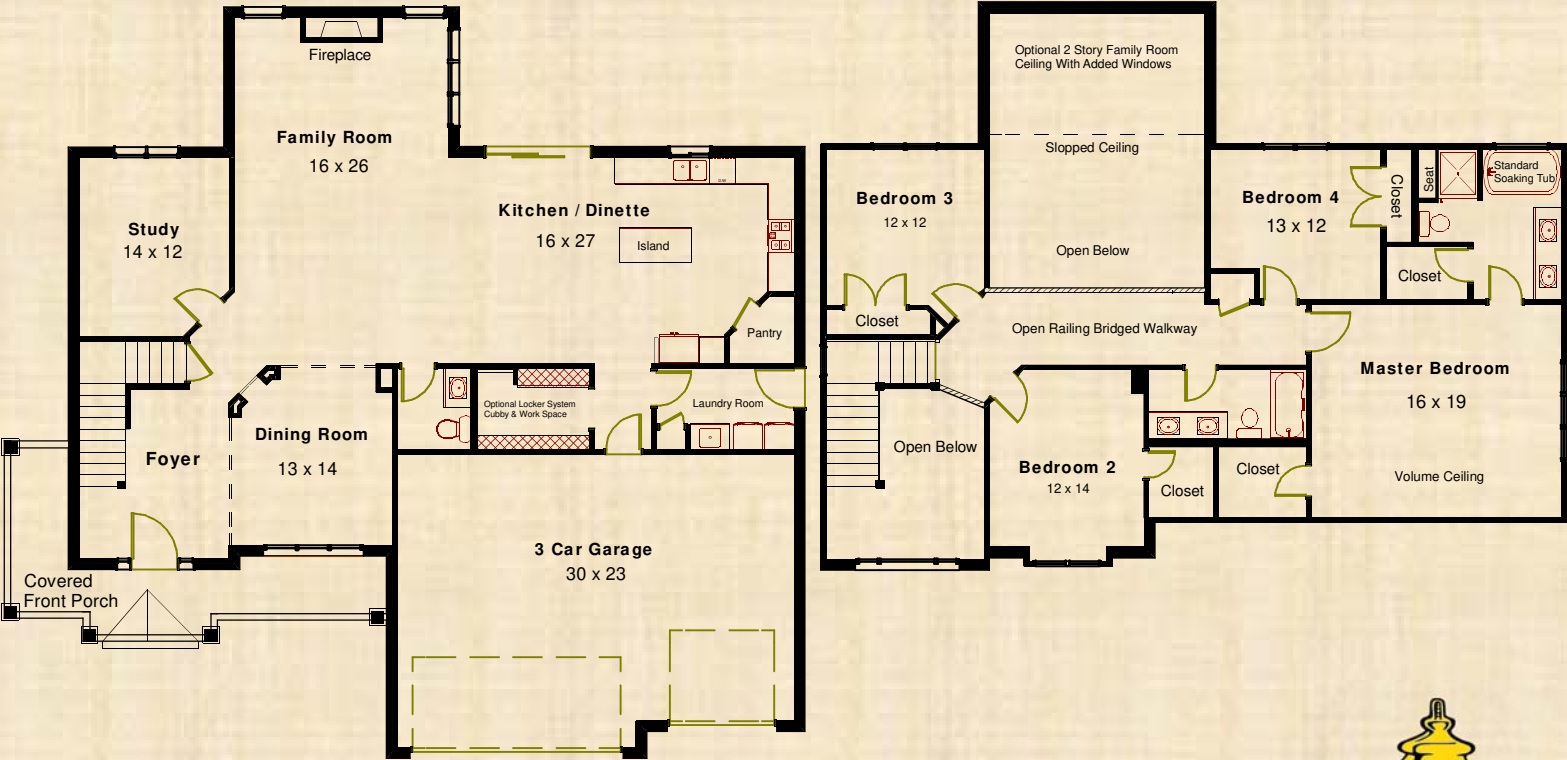 Fireplace
Family Room
16 x 26
Study
14 x 12
Kitchen / Dinette
16 x 27
Island
D/W
Pantry
Optional Locker System
Cubby & Work Space
Laundry Room
Dining Room
13 x 14
Foyer
3 Car Garage
30 x 23
Covered
Front Porch
Optional 2 Story Family Room
Ceiling With Added Windows
Slopped Ceiling
Open Below
Bedroom 3
12 x 12
Closet
Bedroom 4
13 x 12
Closet
Seat
Standard
Soaking Tub
Closet
Open Railing Bridged Walkway
Master Bedroom
16 x 19
Volume Ceiling
Open Below
Bedroom 2
12 x 14
Closet
Closet